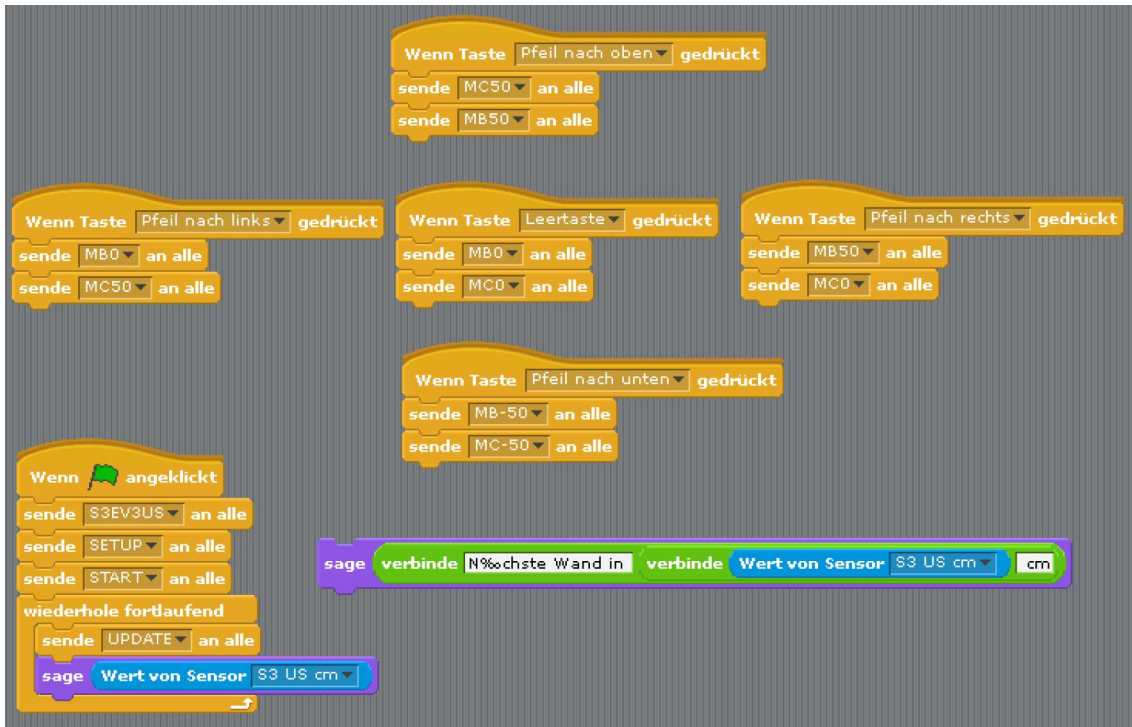 Wenn Taste Pfeil nach oben gedrückt
sende MC50 an alle
sende MB50 an alle
Wenn Taste Pfeil nach links gedrückt
sende MB0 an alle
sende MC50 an alle
Wenn Taste Leertaste gedrückt
sende MB0 an alle
sende MC0 an alle
Wenn Taste Pfeil nach rechts gedrückt
sende MB50 an alle
sende MC0 an alle
Wenn Taste Pfeil nach unten gedrückt
sende MB-50 an alle
sende MC-50 an alle
Wenn angeklickt
sende S3EV3US an alle
sende SETUP an alle
sende START an alle
wiederhole fortlaufend
sende UPDATE an alle
sage Wert von Sensor S3 US cm
sage verbinde N‰chste Wand in verbinde Wert von Sensor S3 US cm cm